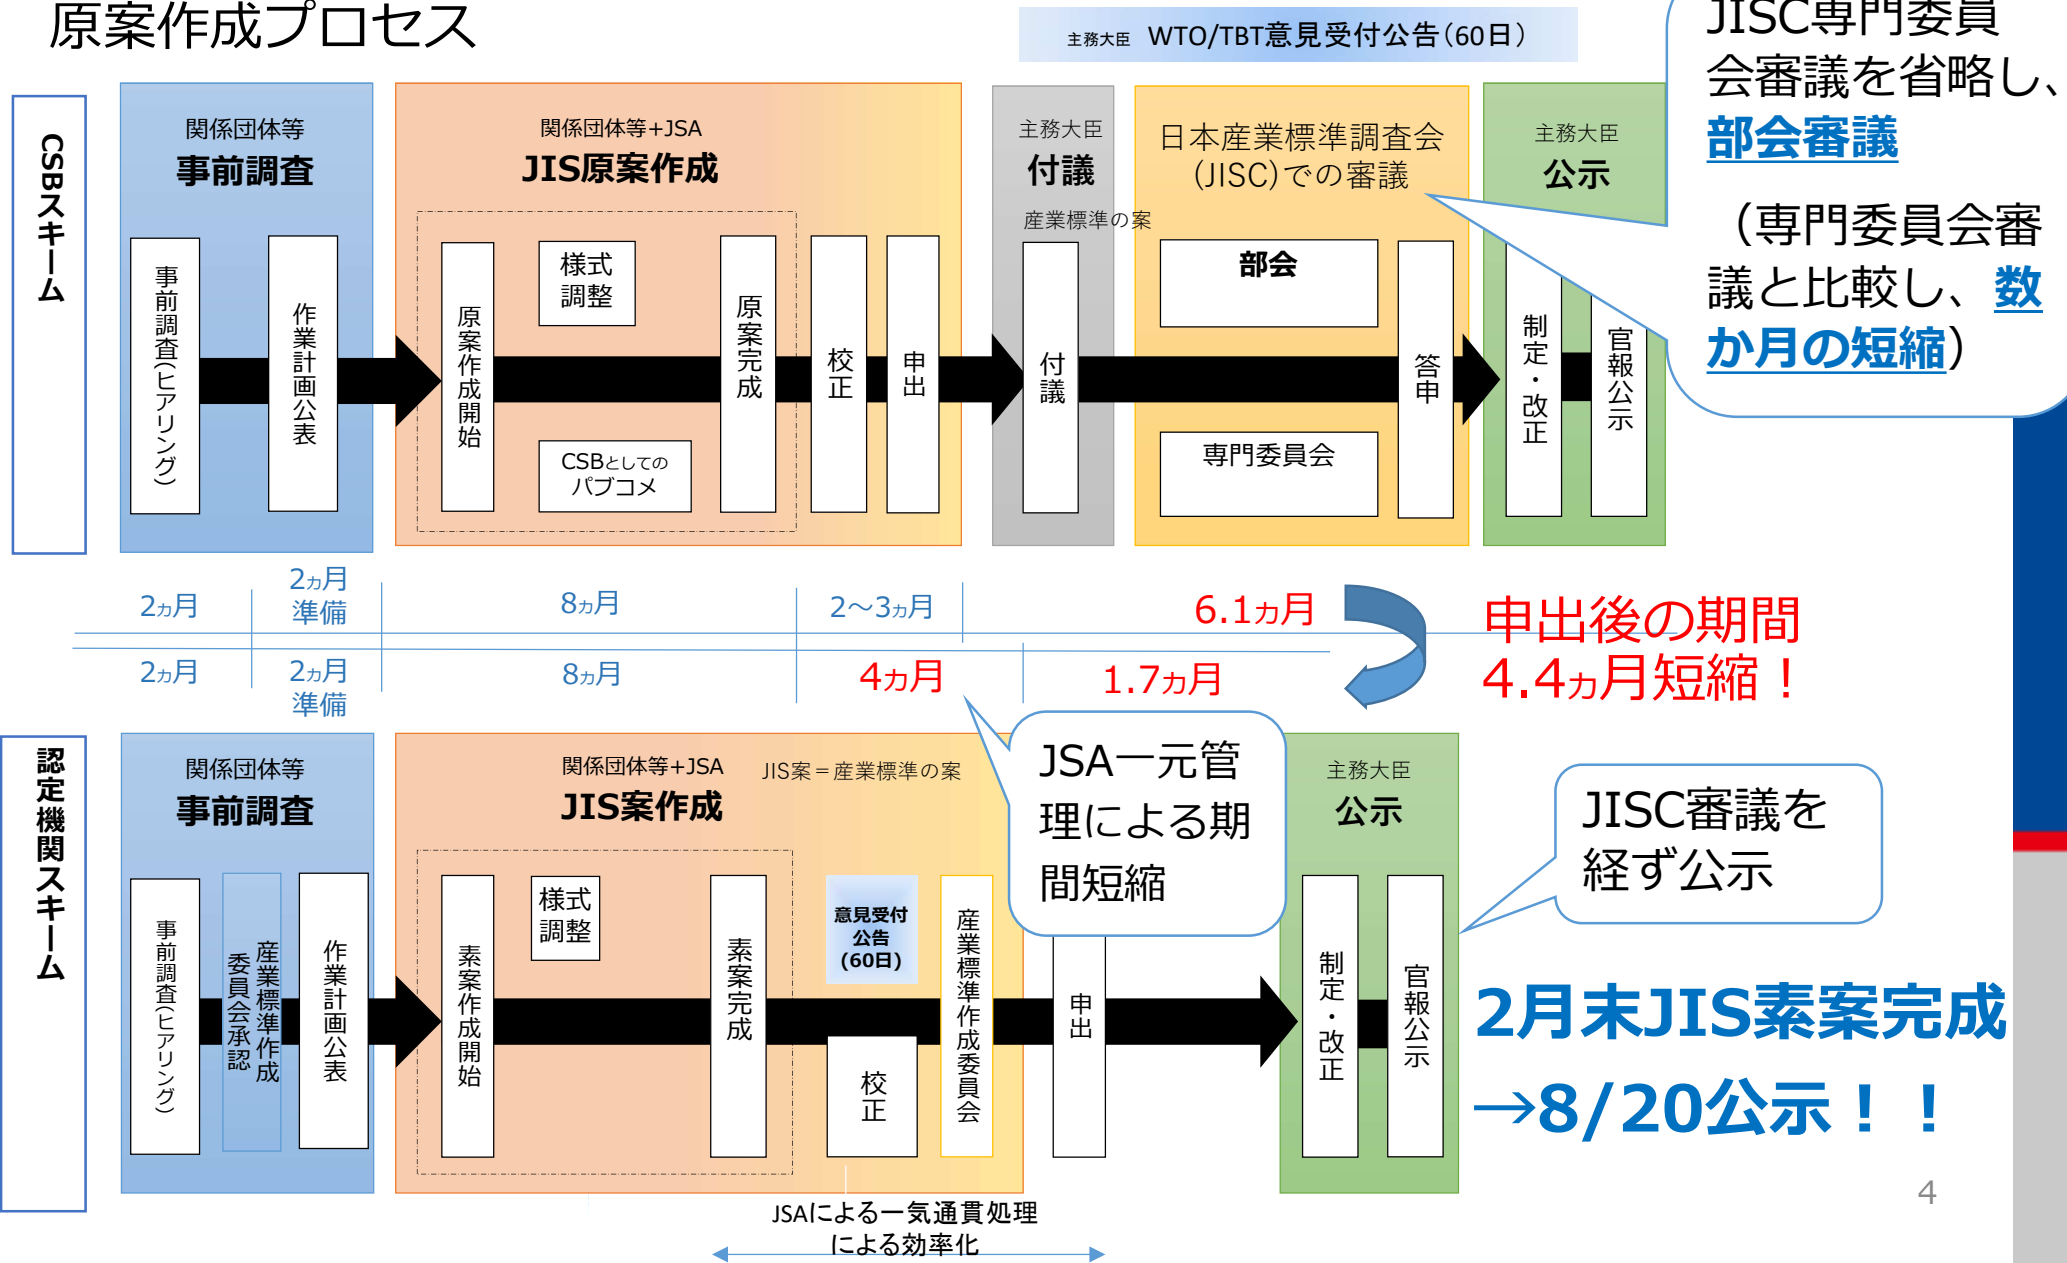 原案作成プロセス
主務大臣 WTO/TBT意見受付公告(60日)
JISC専門委員
会審議を省略し、
部会審議
（専門委員会審
議と比較し、数
か月の短縮）
CSBスキーム
関係団体等
事前調査
事前調査(ヒアリング)
作業計画公表
関係団体等+JSA
JIS原案作成
原案作成開始
様式
調整
CSBとしての
パブコメ
原案完成
校正
申出
主務大臣
付議
産業標準の案
付議
日本産業標準調査会
(JISC)での審議
部会
専門委員会
答申
主務大臣
公示
制定・改正
官報公示
2ヵ月
2ヵ月
準備
8ヵ月
2～3ヵ月
6.1ヵ月
申出後の期間
4.4ヵ月短縮！
2ヵ月
2ヵ月
準備
8ヵ月
4ヵ月
1.7ヵ月
認定機関スキーム
関係団体等
事前調査
事前調査(ヒアリング)
産業標準作成
委員会承認
作業計画公表
関係団体等+JSA
JIS案作成
JIS案＝産業標準の案
素案作成開始
様式
調整
素案完成
意見受付
公告
(60日)
校正
産業標準作成委員会
JSA一元管
理による期
間短縮
申出
主務大臣
公示
制定・改正
官報公示
JISC審議を
経ず公示
2月末JIS素案完成
→8/20公示！！
JSAによる一気通貫処理
による効率化
4